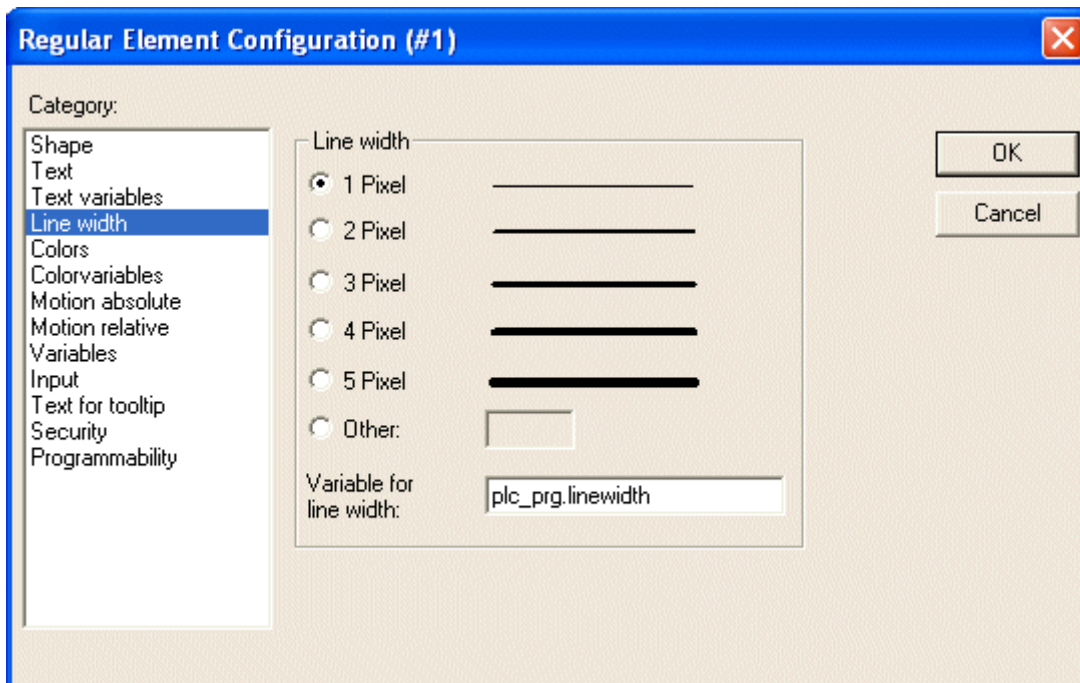 Regular Element Configuration (#1)
Category:
Shape
Text
Text variables
Line width
Colors
Colorvariables
Motion absolute
Motion relative
Variables
Input
Text for tooltip
Security
Programmability
Line width
1 Pixel
2 Pixel
3 Pixel
4 Pixel
5 Pixel
Other:
Variable for
line width:
plc_prg.linewidth
OK
Cancel